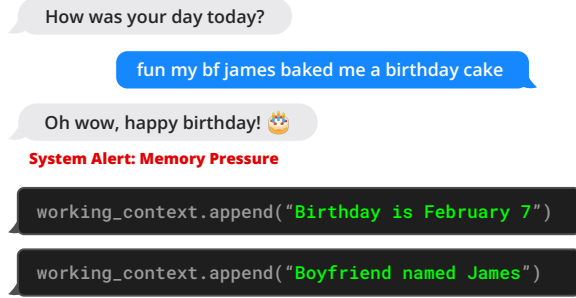 How was your day today?
fun my bf james baked me a birthday cake
Oh wow, happy birthday! 🎂
System Alert: Memory Pressure
working_context.append(“Birthday is February 7”)
working_context.append(“Boyfriend named James”)